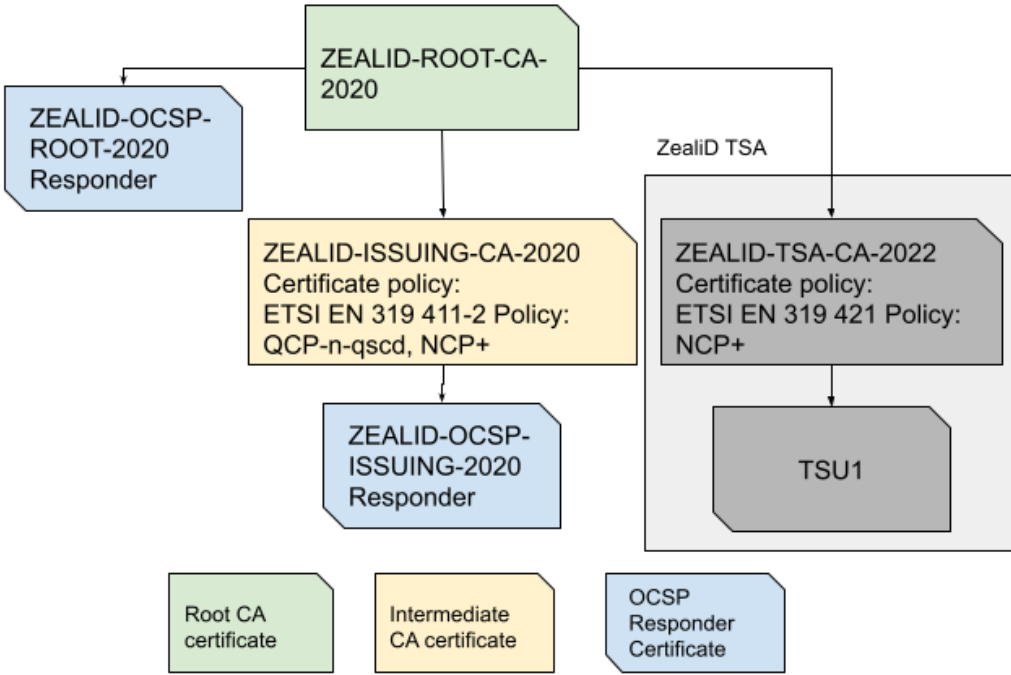 ZEALID-ROOT-CA-
2020
ZEALID-OCSP-
ROOT-2020
Responder
ZealiD TSA
ZEALID-ISSUING-CA-2020
Certificate policy:
ETSI EN 319 411-2 Policy:
QCP-n-qscd, NCP+
ZEALID-TSA-CA-2022
Certificate policy:
ETSI EN 319 421 Policy:
NCP+
ZEALID-OCSP-
ISSUING-2020
Responder
TSU1
Root CA
certificate
Intermediate
CA certificate
OCSP
Responder
Certificate